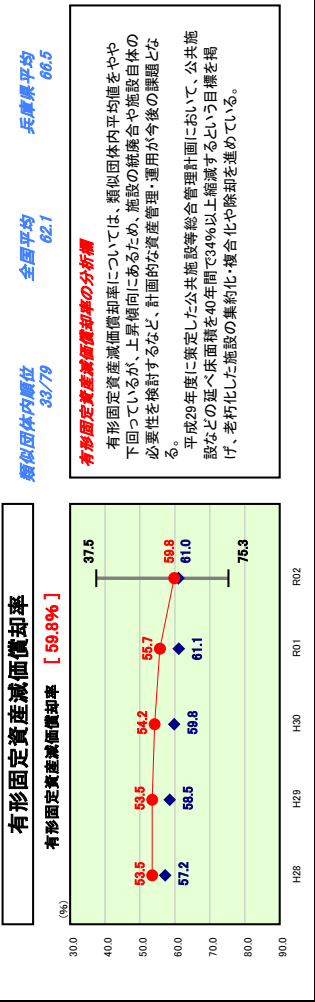 有形固定資産減価償却率
有形固定資産減価償却率 [ 59.8% ]
(%)
30.0
40.0
50.0
60.0
70.0
80.0
90.0
37.5
53.5
53.5
54.2
55.7
59.8
57.2
58.5
59.8
61.1
61.0
75.3
H28
H29
H30
R01
R02
類似団体内順位
33/79
全国平均
62.1
兵庫県平均
66.5
有形固定資産減価償却率の分析欄
有形固定資産減価償却率については、類似団体内平均値をやや
下回っているが、上昇傾向にあるため、施設の統廃合や施設自体の
必要性を検討するなど、計画的な資産管理・運用が今後の課題とな
る。
平成29年度に策定した公共施設等総合管理計画において、公共施
設などの延べ床面積を40年間で34%以上縮減するという目標を掲
げ、老朽化した施設の集約化・複合化や除却を進めている。